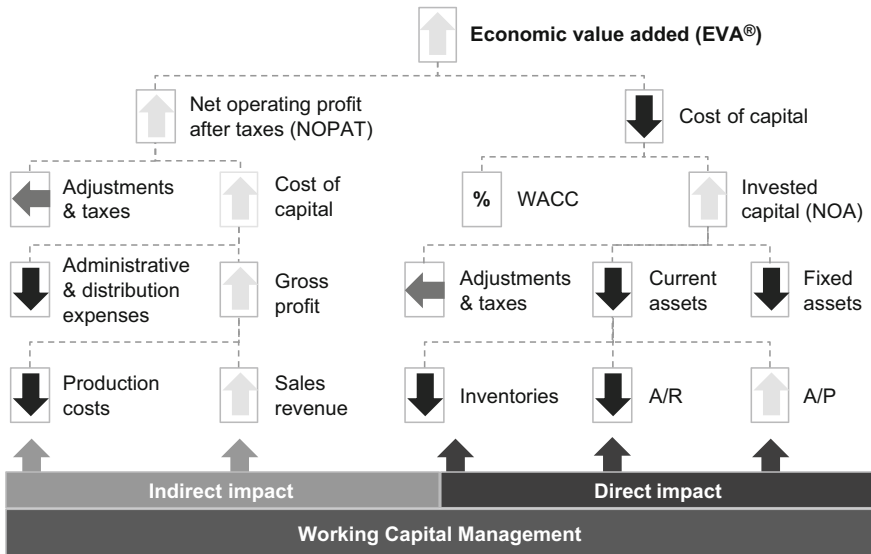 Economic value added (EVA®)
Net operating profit
after taxes (NOPAT)
Cost of capital
Adjustments
& taxes
Cost of
capital
%
WACC
Invested
capital (NOA)
Administrative
& distribution
expenses
Gross
profit
Adjustments
& taxes
Current
assets
Fixed
assets
Production
costs
Sales
revenue
Inventories
A/R
A/P
Indirect impact
Direct impact
Working Capital Management